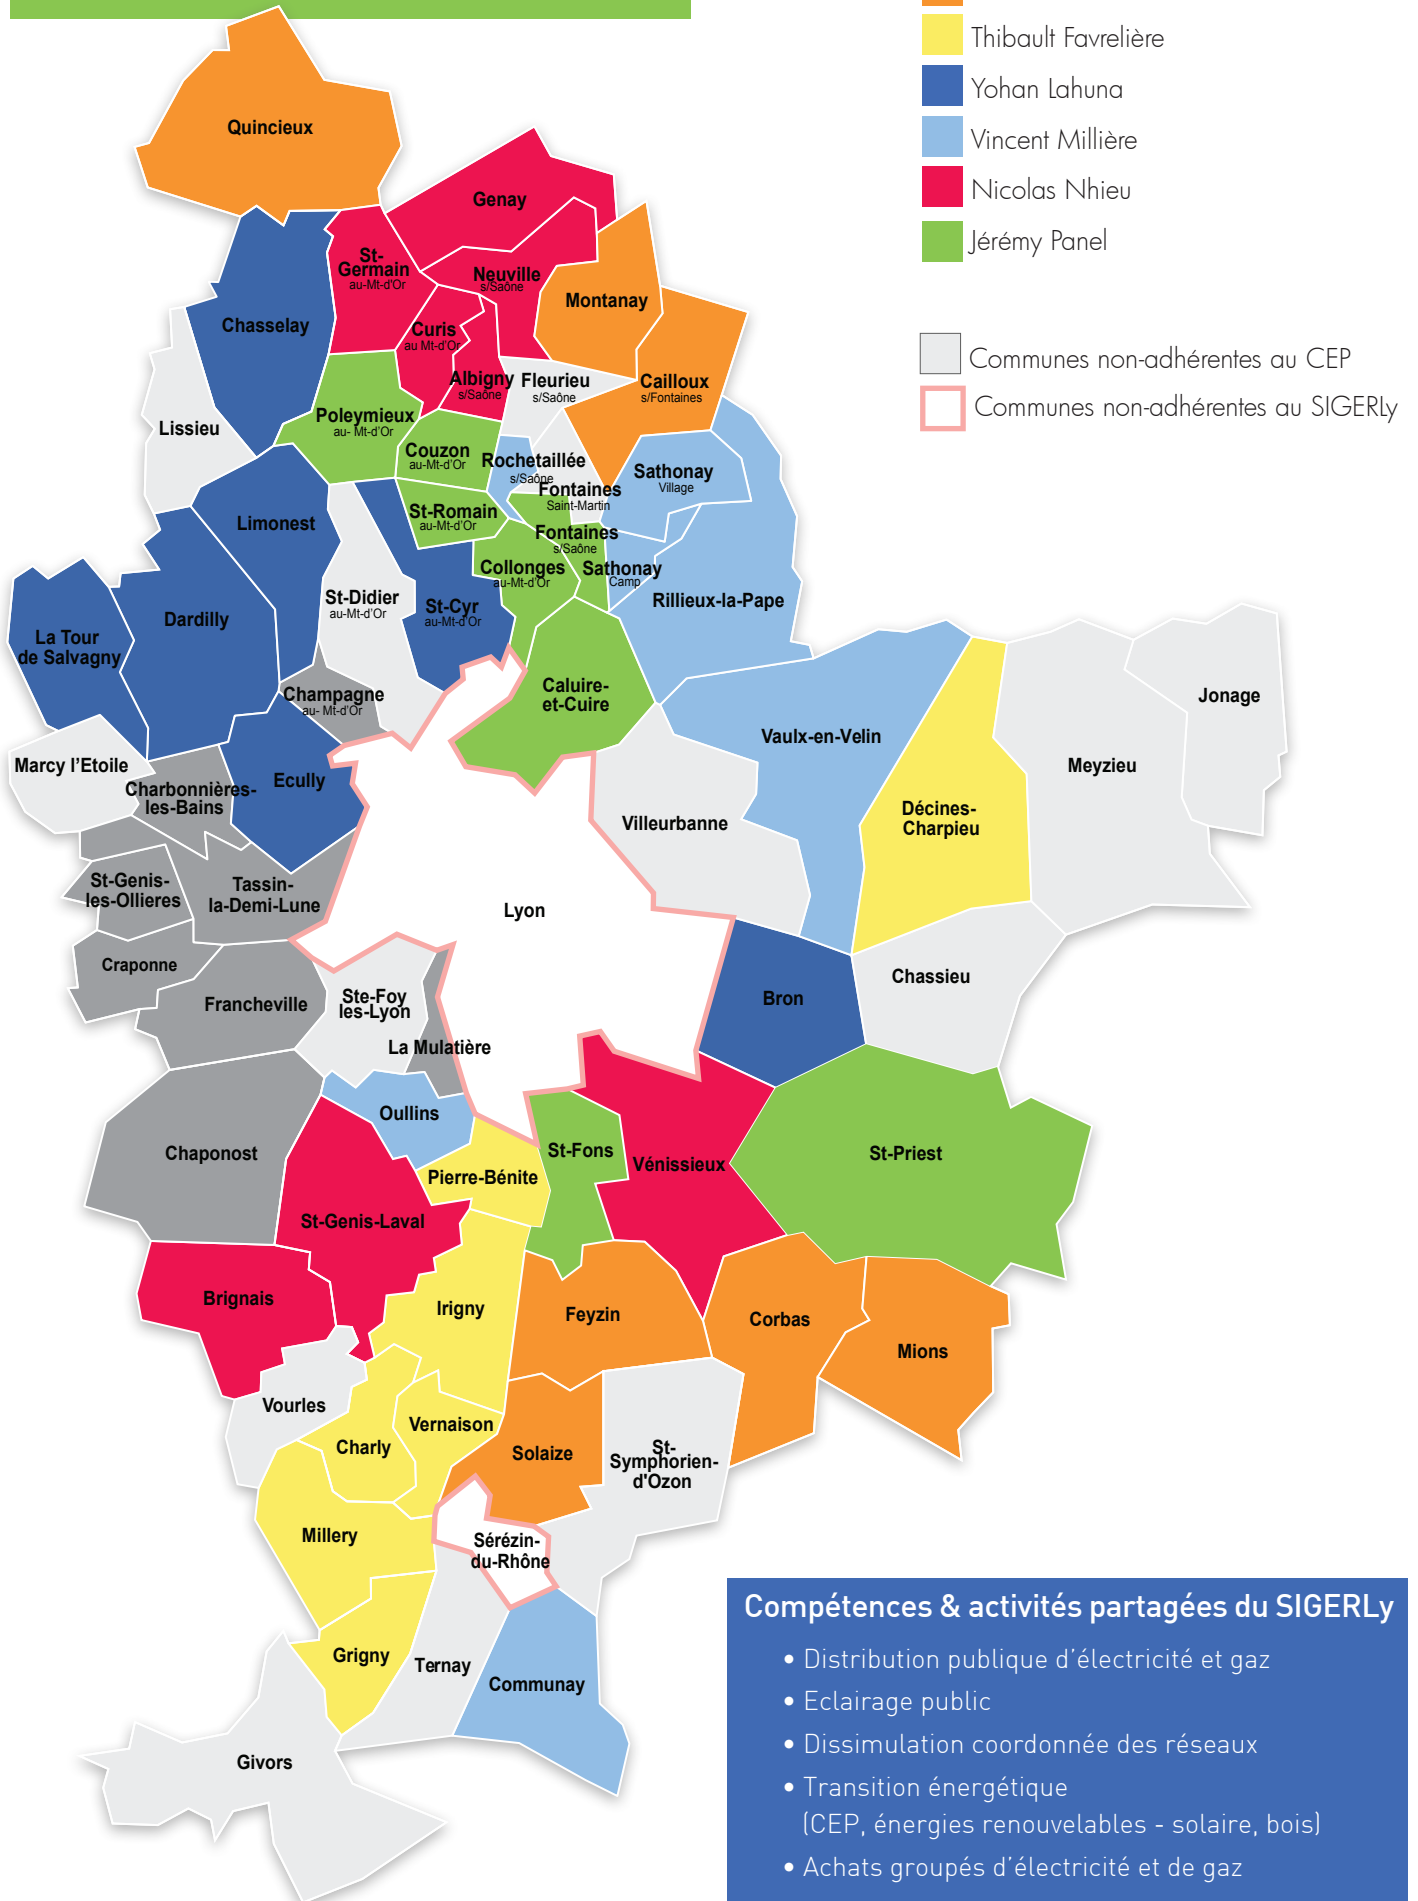 Thibault Favrelière
Yohan Lahuna
Vincent Millière
Nicolas Nhieu
Jérémy Panel
Communes non-adhérentes au CEP
Communes non-adhérentes au SIGERLy
Quincieux
Genay
St-
Germain
au-Mt-d'Or
Neuville
s/Saône
Montanay
Chasselay
Curis
au Mt-d'Or
Albigny
s/Saône
Fleurieu
s/Saône
Cailloux
s/Fontaines
Lissieu
Poleymieux
au- Mt-d'Or
Couzon
au-Mt-d'Or
Rochetaillée
s/Saône
Sathonay
Village
Fontaines
Saint-Martin
Limonest
St-Romain
au-Mt-d'Or
Fontaines
s/Saône
Collonges
au-Mt-d'Or
Sathonay
Camp
Rillieux-la-Pape
St-Didier
au-Mt-d'Or
St-Cyr
au-Mt-d'Or
Dardilly
La Tour
de Salvagny
Champagne
au- Mt-d'Or
Caluire-
et-Cuire
Jonage
Vaulx-en-Velin
Meyzieu
Marcy l'Etoile
Charbonnières-
les-Bains
Ecully
Villeurbanne
Décines-
Charpieu
St-Genis-
les-Ollieres
Tassin-
la-Demi-Lune
Lyon
Craponne
Francheville
Ste-Foy
les-Lyon
La Mulatière
Bron
Chassieu
Oullins
Chaponost
Pierre-Bénite
St-Fons
Vénissieux
St-Priest
St-Genis-Laval
Brignais
Irigny
Feyzin
Corbas
Mions
Vourles
Charly
Vernaison
Solaize
St-
Symphorien-
d'Ozon
Millery
Sérézin-
du-Rhône
Grigny
Ternay
Communay
Givors
Compétences & activités partagées du SIGERLy
• Distribution publique d'électricité et gaz
• Eclairage public
• Dissimulation coordonnée des réseaux
• Transition énergétique
(CEP, énergies renouvelables - solaire, bois)
• Achats groupés d'électricité et de gaz